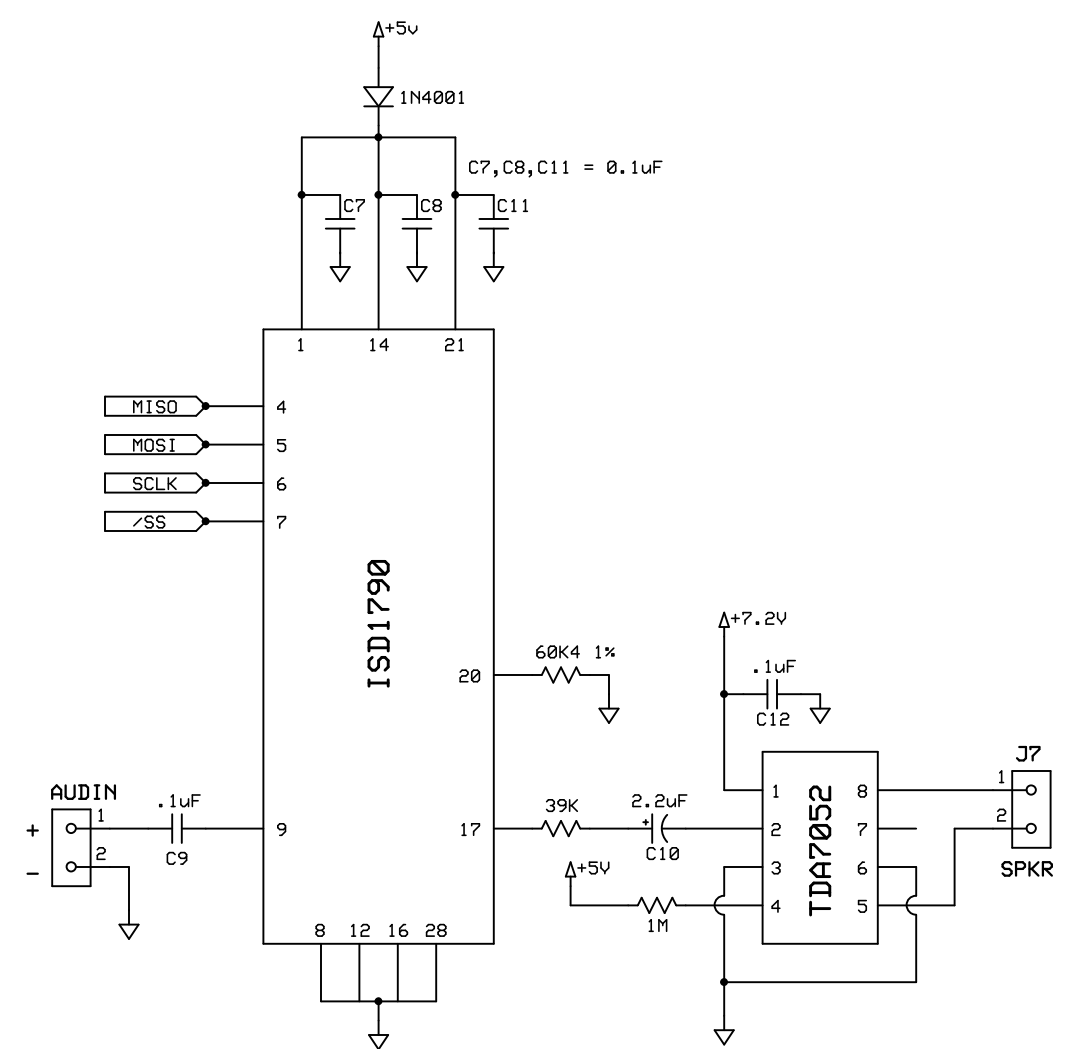 +5v
1N4001
C7,C8,C11 = 0.1uF
C7
C8
C11
1
14
21
MISO
4
MOSI
5
SCLK
6
/SS
7
ISD1790
+7.2V
60K4 1%
20
.1uF
C12
J7
AUDIN
.1uF
39K
2.2uF
1
1
8
1
+
9
17
+
2
7
2
C9
C10
TDA7052
2
+5V
3
6
SPKR
-
4
5
1M
8
12
16
28